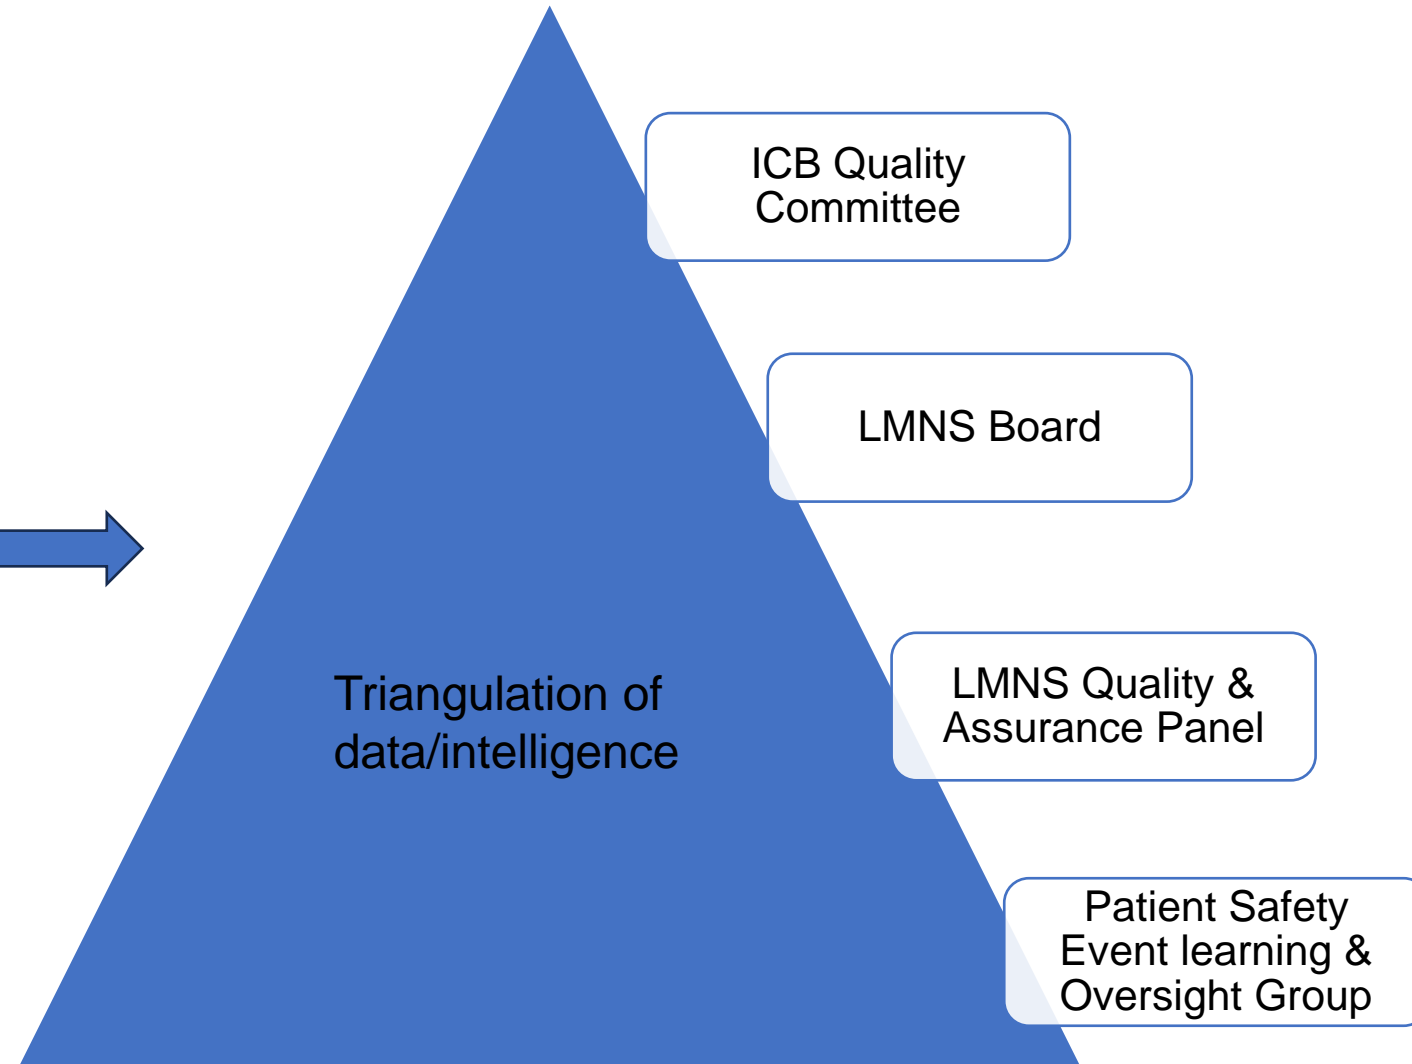 ICB Quality
Committee
LMNS Board
LMNS Quality &
Assurance Panel
Triangulation of
data/intelligence
Patient Safety
Event learning &
Oversight Group